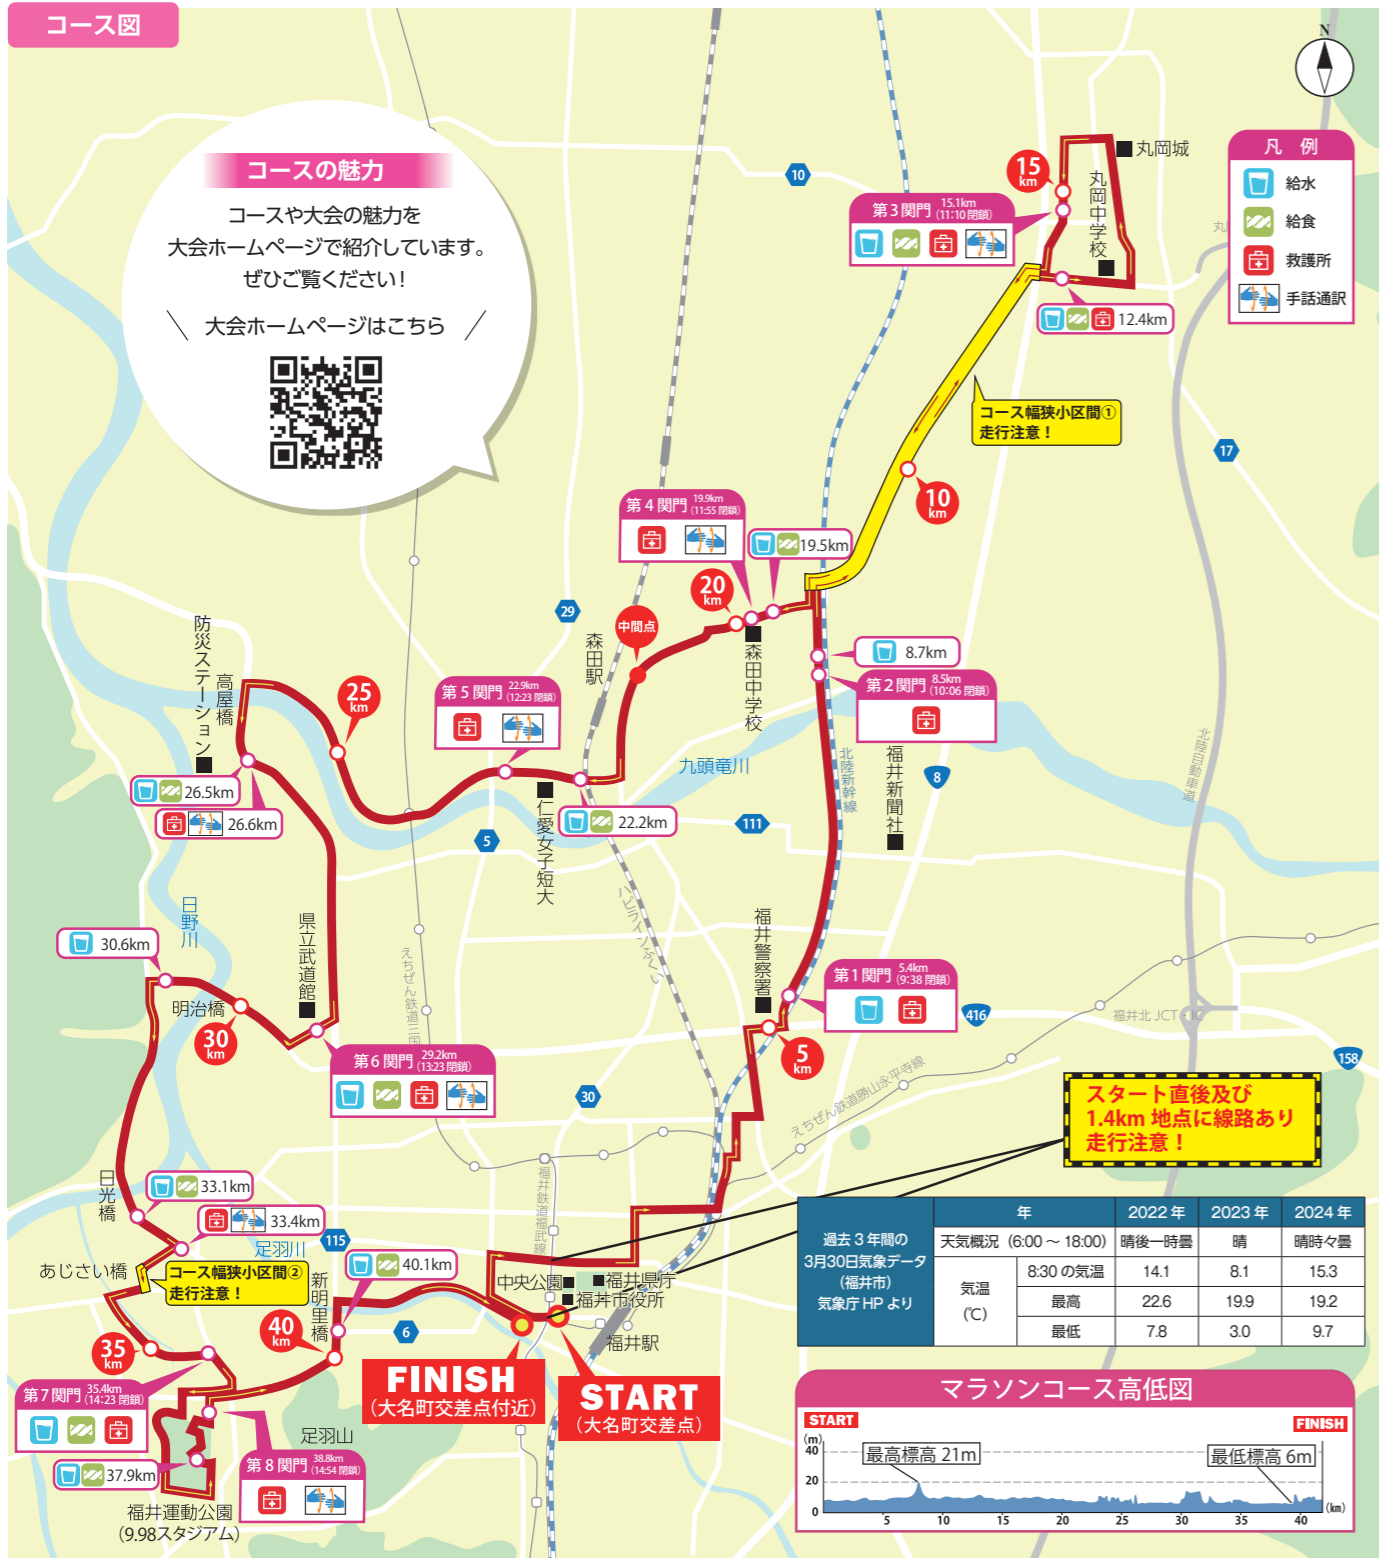 コース図
N
コースの魅力
コースや大会の魅力を
大会ホームページで紹介しています。
ぜひご覧ください!
大会ホームページはこちら
凡 例
給水
給食
救護所
手話通訳
丸岡城
丸岡中学校
15
km
第3関門 15.1km
(11:10 閉鎖)
12.4km
コース幅狭小区間①
走行注意!
10
17
10
km
第4関門 19.9km
(11:55 閉鎖)
19.5km
20
km
中間点
29
森田駅
森田中学校
8.7km
第2関門 8.5km
(10:06 閉鎖)
防災ステーション
高屋橋
25
km
第5関門 22.9km
(12:23 閉鎖)
九頭竜川
北陸新幹線
福井新聞社
8
北陸自動車道
26.5km
26.6km
仁愛女子短大
22.2km
111
5
日野川
30.6km
県立武道館
えちぜん鉄道三国
ハピラインふくい
福井警察署
第1関門 5.4km
(9:38 閉鎖)
416
福井北 JCT・IC
158
明治橋
30
km
第6関門 29.2km
(13:23 閉鎖)
5
km
30
えちぜん鉄道勝山永平寺線
スタート直後及び
1.4km 地点に線路あり
走行注意!
日光橋
33.1km
33.4km
足羽川
115
福井鉄道福武線
あじさい橋
コース幅狭小区間②
走行注意!
新明里橋
40.1km
中央公園
福井県庁
福井市役所
福井駅
6
40
km
35
km
FINISH
(大名町交差点付近)
START
(大名町交差点)
第7関門 35.4km
(14:23 閉鎖)
37.9km
足羽山
第8関門 38.8km
(14:54 閉鎖)
福井運動公園
(9.98スタジアム)
過去3年間の
3月30日気象データ
(福井市)
気象庁 HP より
年 2022年 2023年 2024年
天気概況 (6:00 ～ 18:00) 晴後一時曇 晴 晴時々曇
気温
(℃)
8:30 の気温 14.1 8.1 15.3
最高 22.6 19.9 19.2
最低 7.8 3.0 9.7
マラソンコース高低図
START
FINISH
(m)
40
20
0
最高標高 21m
最低標高 6m
5 10 15 20 25 30 35 40
(km)